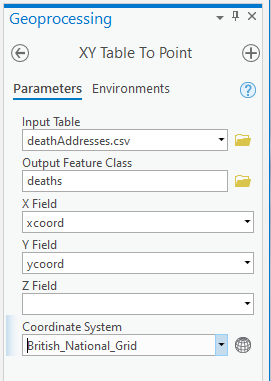 Geoprocessing
XY Table To Point
Parameters Environments
Input Table
deathAddresses.csv
Output Feature Class
deaths
X Field
xcoord
Y Field
ycoord
Z Field
Coordinate System
British_National_Grid